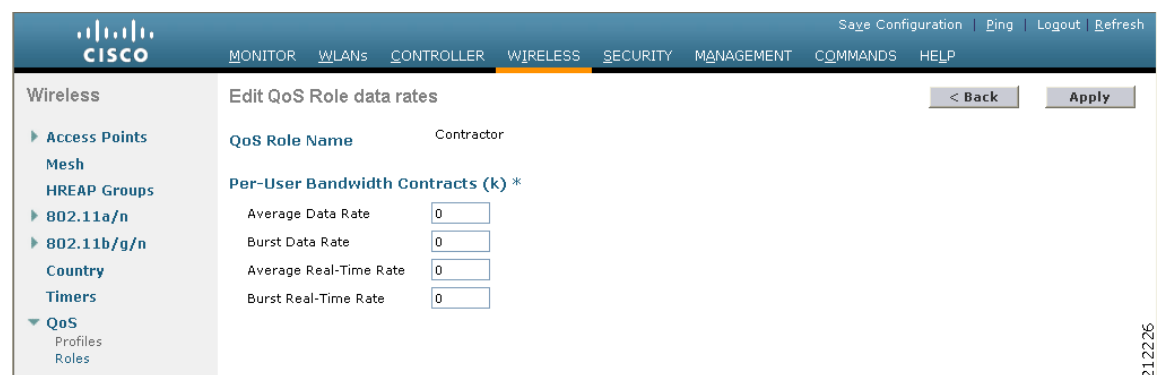 Save Configuration | Ping | Logout | Refresh
CISCO
MONITOR WLANs CONTROLLER WIRELESS SECURITY MANAGEMENT COMMANDS HELP
Wireless
Access Points
Mesh
HREAP Groups
802.11a/n
802.11b/g/n
Country
Timers
QoS
Profiles
Roles
Edit QoS Role data rates
< Back
Apply
QoS Role Name Contractor
Per-User Bandwidth Contracts (k) *
Average Data Rate 0
Burst Data Rate 0
Average Real-Time Rate 0
Burst Real-Time Rate 0
212226